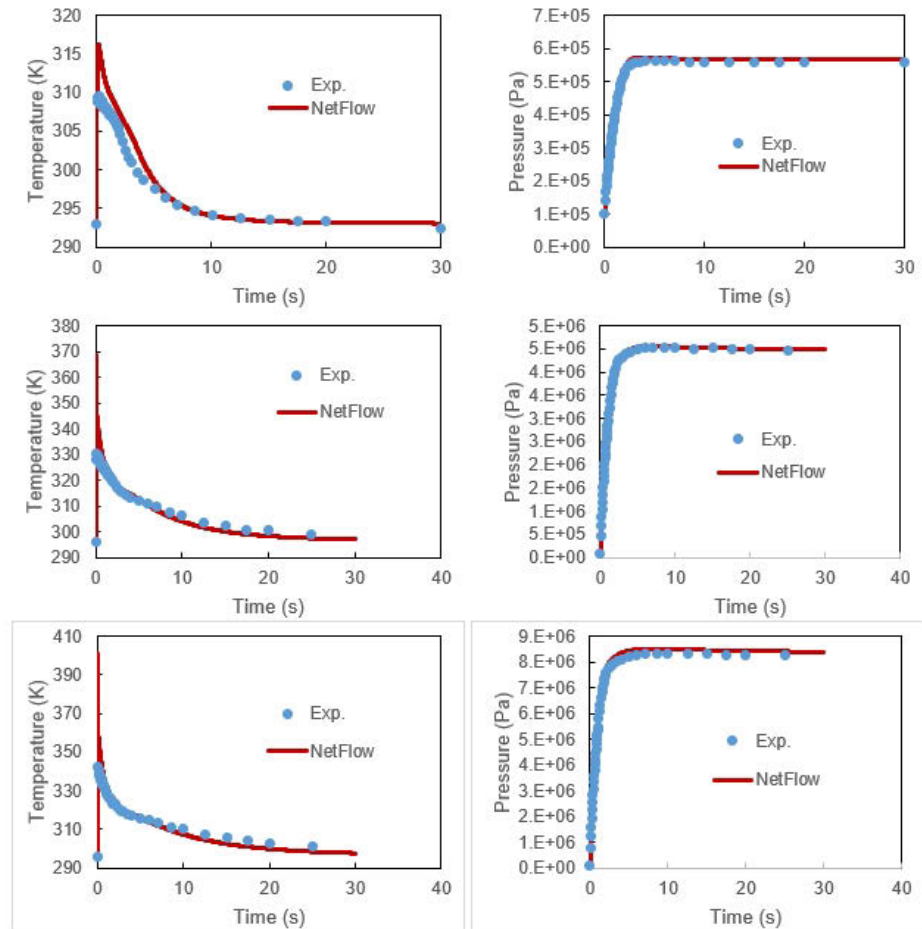 Temperature (K)
320
315
310
305
300
295
290
0
10
20
30
Time (s)
Exp.
NetFlow
Pressure (Pa)
7.E+05
6.E+05
5.E+05
4.E+05
3.E+05
2.E+05
1.E+05
0.E+00
0
10
20
30
Time (s)
Exp.
NetFlow
Temperature (K)
380
370
360
350
340
330
320
310
300
290
0
10
20
30
40
Time (s)
Exp.
NetFlow
Pressure (Pa)
5.E+06
5.E+06
4.E+06
4.E+06
3.E+06
3.E+06
2.E+06
2.E+06
1.E+06
5.E+05
0.E+00
0
10
20
30
40
Time (s)
Exp.
NetFlow
Temperature (K)
410
390
370
350
330
310
290
0
10
20
30
40
Time (s)
Exp.
NetFlow
Pressure (Pa)
9.E+06
8.E+06
7.E+06
6.E+06
5.E+06
4.E+06
3.E+06
2.E+06
1.E+06
0.E+00
0
10
20
30
40
Time (s)
Exp.
NetFlow